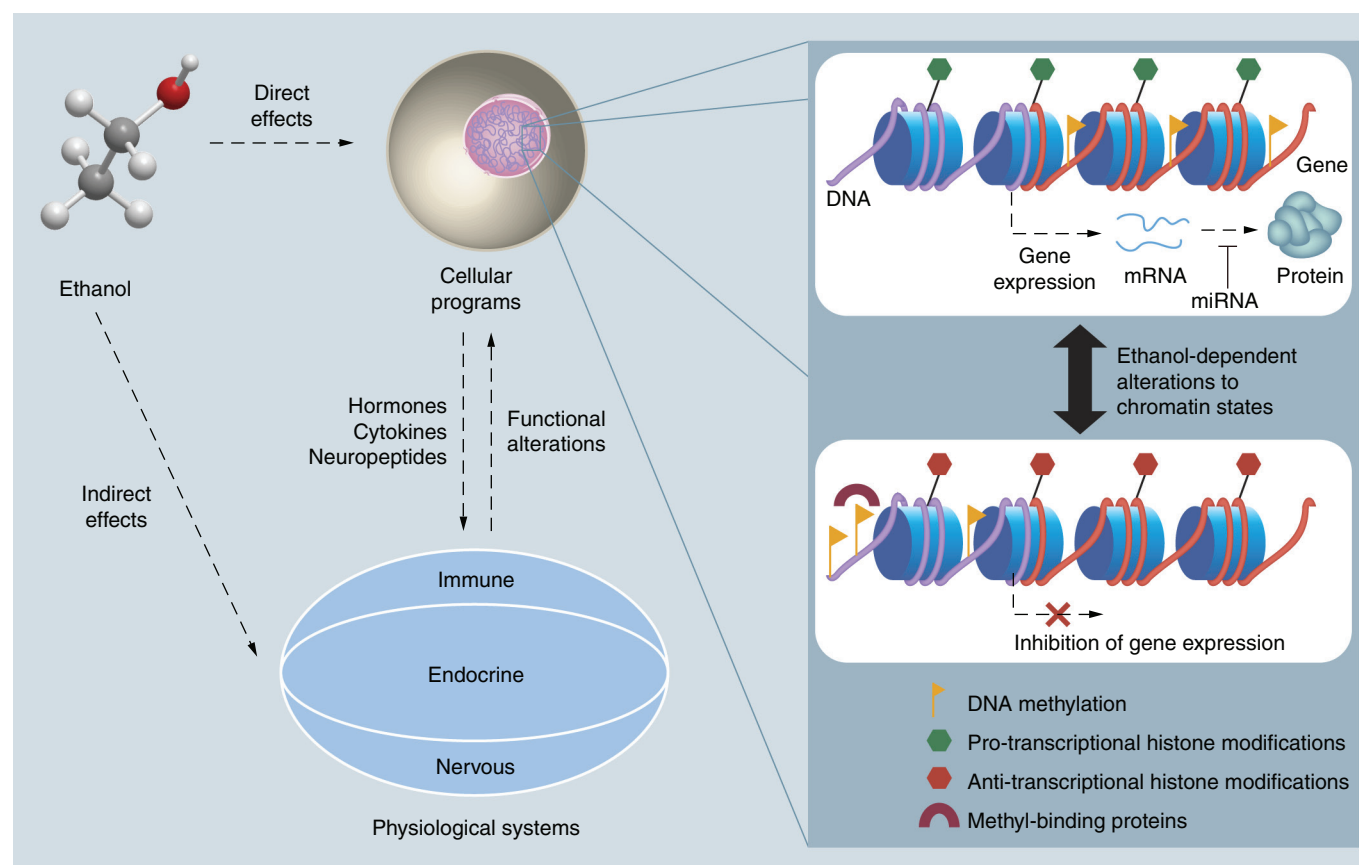 Direct
effects
Ethanol
Cellular
programs
Hormones
Cytokines
Neuropeptides
Functional
alterations
Indirect
effects
Immune
Endocrine
Nervous
Physiological systems
DNA
Gene
Gene
expression
mRNA
miRNA
Protein
Ethanol-dependent
alterations to
chromatin states
Inhibition of gene expression
DNA methylation
Pro-transcriptional histone modifications
Anti-transcriptional histone modifications
Methyl-binding proteins